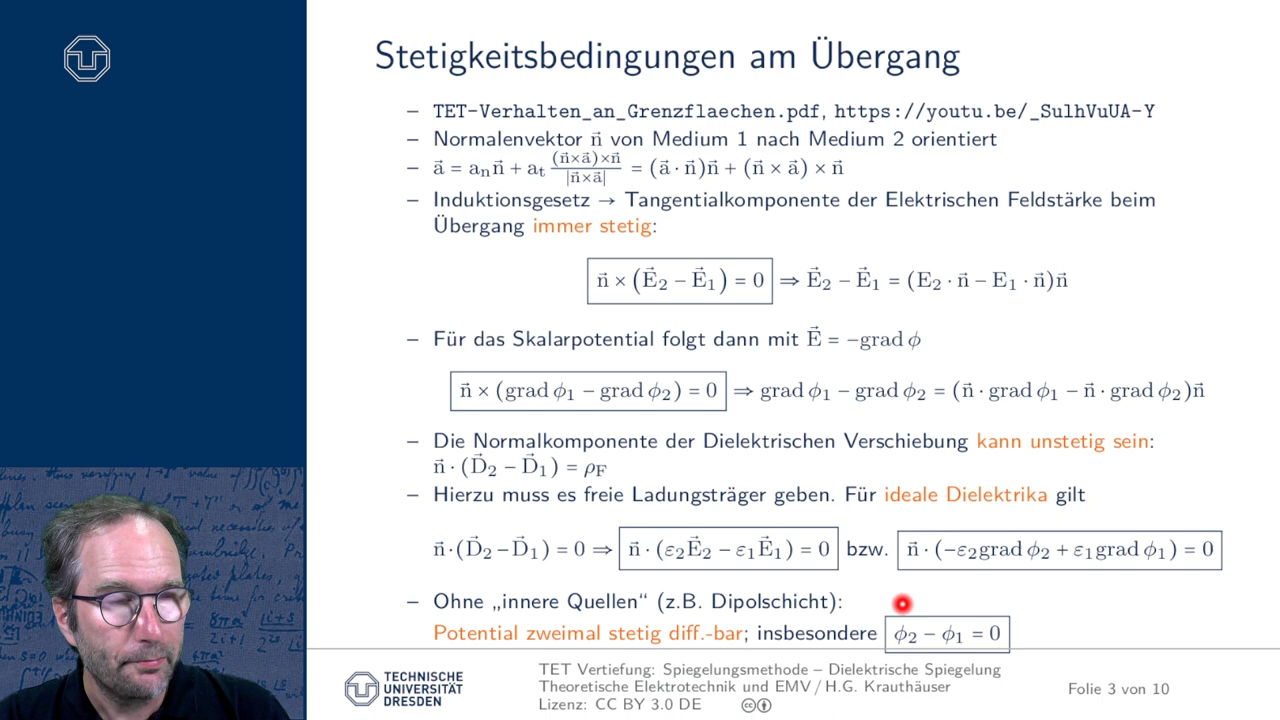 Stetigkeitsbedingungen am Übergang
– TET-Verhalten_an_Grenzflaechen.pdf, https://youtu.be/_SulhVuUA-Y
– Normalenvektor n⃗ von Medium 1 nach Medium 2 orientiert
– a⃗ = aₙn⃗ + aₜ (n⃗×a⃗)×n⃗ / |n⃗×a⃗| = (a⃗ · n⃗)n⃗ + (n⃗ × a⃗) × n⃗
– Induktionsgesetz → Tangentialkomponente der Elektrischen Feldstärke beim
Übergang immer stetig:
n⃗ × (E⃗₂ − E⃗₁) = 0 ⇒ E⃗₂ − E⃗₁ = (E₂ · n⃗ − E₁ · n⃗)n⃗
– Für das Skalarpotential folgt dann mit E⃗ = −grad ϕ
n⃗ × (grad ϕ₁ − grad ϕ₂) = 0 ⇒ grad ϕ₁ − grad ϕ₂ = (n⃗ · grad ϕ₁ − n⃗ · grad ϕ₂)n⃗
– Die Normalkomponente der Dielektrischen Verschiebung kann unstetig sein:
n⃗ · (D⃗₂ − D⃗₁) = ρF
– Hierzu muss es freie Ladungsträger geben. Für ideale Dielektrika gilt
n⃗·(D⃗₂−D⃗₁) = 0 ⇒ n⃗ · (ε₂E⃗₂ − ε₁E⃗₁) = 0 bzw. n⃗ · (−ε₂grad ϕ₂ + ε₁grad ϕ₁) = 0
– Ohne „innere Quellen“ (z.B. Dipolschicht):
Potential zweimal stetig diff.-bar; insbesondere ϕ₂ − ϕ₁ = 0
TECHNISCHE
UNIVERSITÄT
DRESDEN
TET Vertiefung: Spiegelungsmethode – Dielektrische Spiegelung
Theoretische Elektrotechnik und EMV / H.G. Krauthäuser
Lizenz: CC BY 3.0 DE
Folie 3 von 10